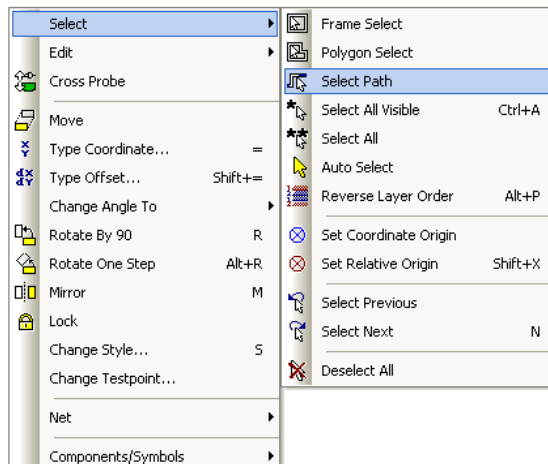 Select
Edit
Cross Probe
Move
Type Coordinate... =
Type Offset... Shift+=
Change Angle To
Rotate By 90 R
Rotate One Step Alt+R
Mirror M
Lock
Change Style... S
Change Testpoint...
Net
Components/Symbols
Frame Select
Polygon Select
Select Path
Select All Visible Ctrl+A
Select All
Auto Select
Reverse Layer Order Alt+P
Set Coordinate Origin
Set Relative Origin Shift+X
Select Previous
Select Next N
Deselect All